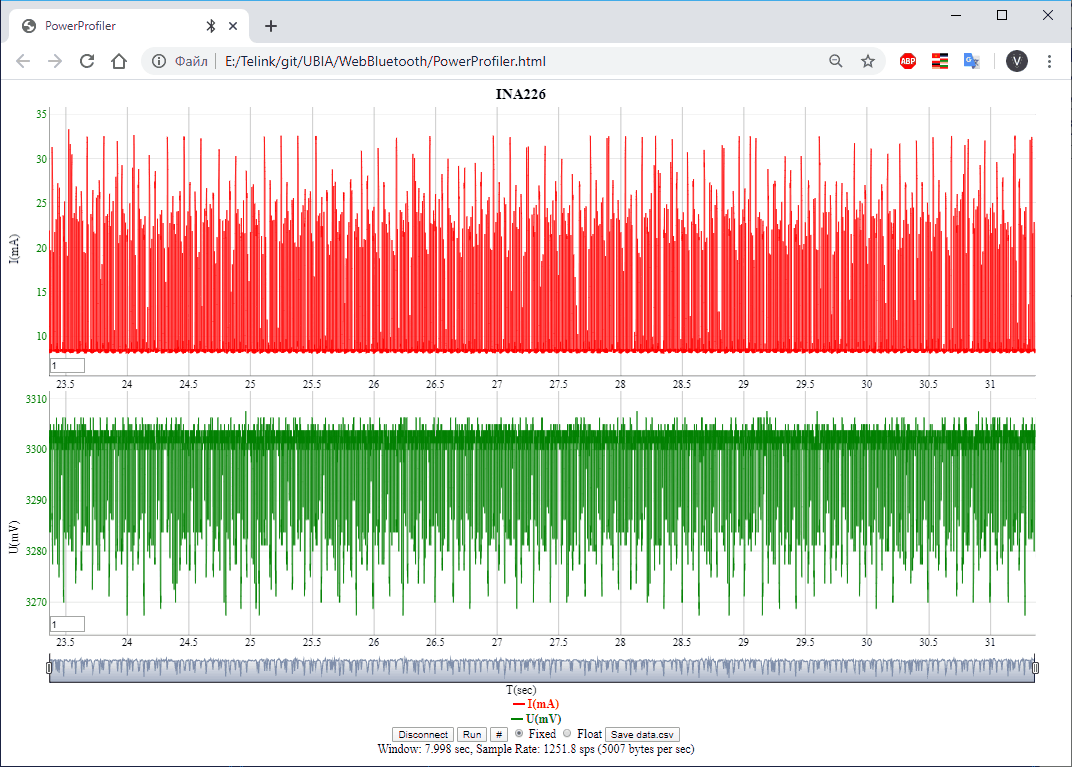 PowerProfiler
Файл E:/Telink/git/UBIA/WebBluetooth/PowerProfiler.html
ABP
G
V
INA226
I(mA)
35
30
25
20
15
10
1
23.5 24 24.5 25 25.5 26 26.5 27 27.5 28 28.5 29 29.5 30 30.5 31
U(mV)
3310
3300
3290
3280
3270
1
23.5 24 24.5 25 25.5 26 26.5 27 27.5 28 28.5 29 29.5 30 30.5 31
T(sec)
I(mA)
U(mV)
Disconnect Run # Fixed Float Save data.csv
Window: 7.998 sec, Sample Rate: 1251.8 sps (5007 bytes per sec)